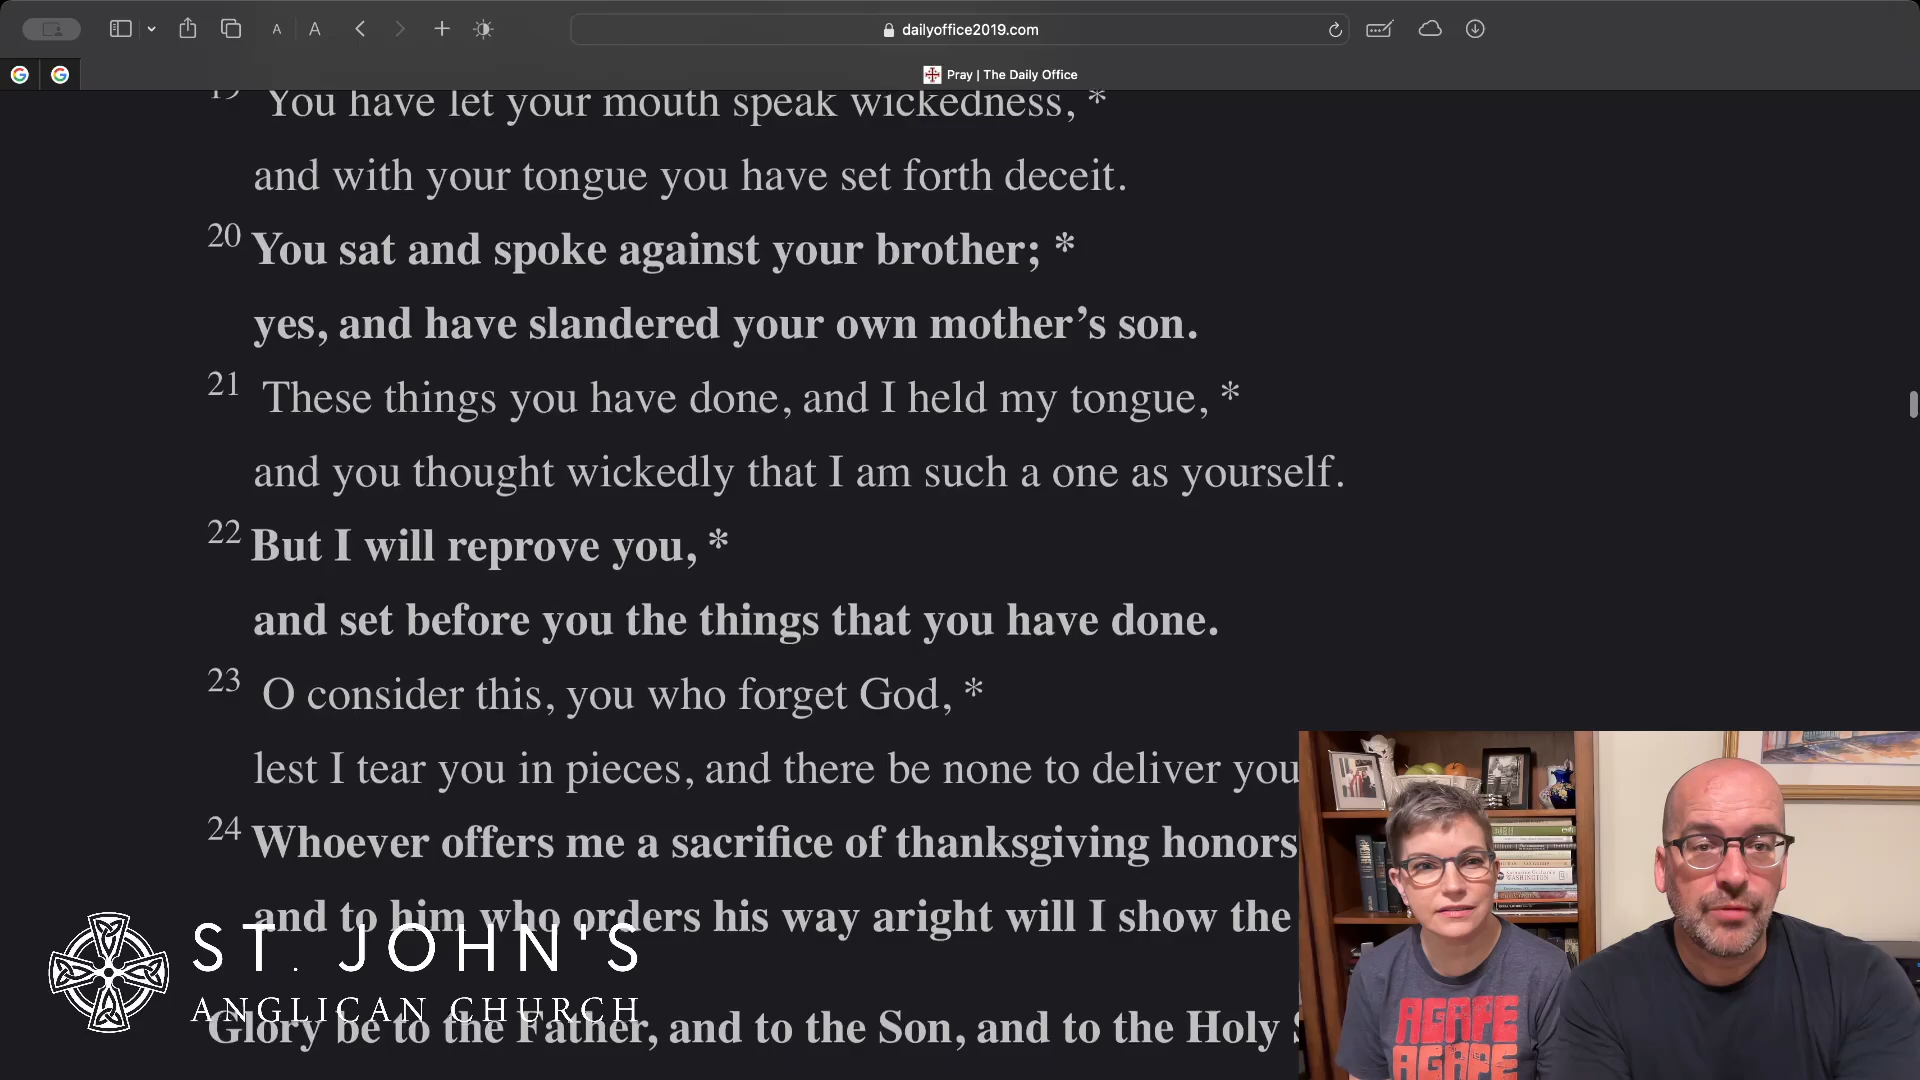 A A
dailyoffice2019.com
Pray | The Daily Office
19 You have let your mouth speak wickedness, *
and with your tongue you have set forth deceit.
20 You sat and spoke against your brother; *
yes, and have slandered your own mother’s son.
21 These things you have done, and I held my tongue, *
and you thought wickedly that I am such a one as yourself.
22 But I will reprove you, *
and set before you the things that you have done.
23 O consider this, you who forget God, *
lest I tear you in pieces, and there be none to deliver you
24 Whoever offers me a sacrifice of thanksgiving honors
and to him who orders his way aright will I show the
ST. JOHN'S
ANGLICAN CHURCH
Glory be to the Father, and to the Son, and to the Holy
WASHINGTON
AGAPE
AGAPE